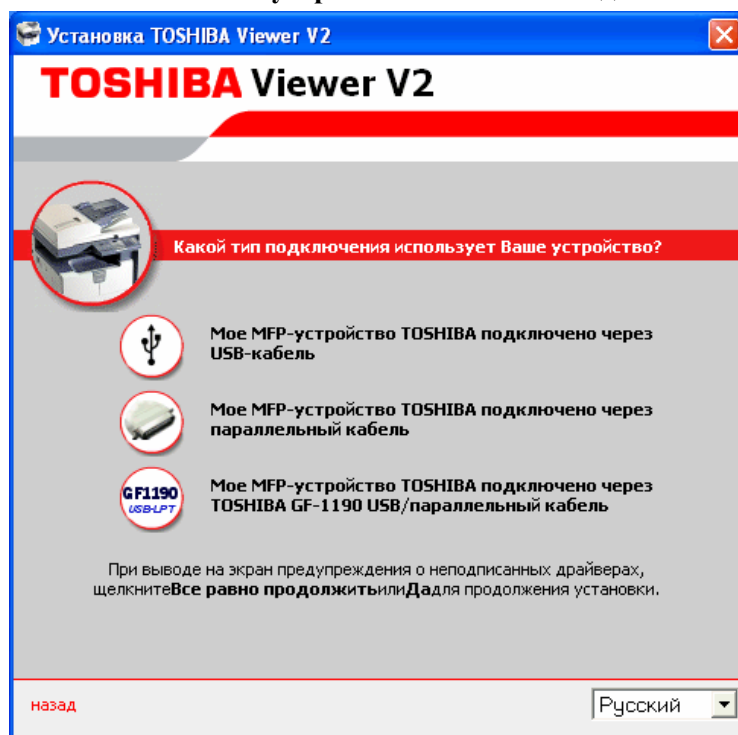 Установка TOSHIBA Viewer V2
TOSHIBA Viewer V2
Какой тип подключения использует Ваше устройство?
Мое MFP-устройство TOSHIBA подключено через
USB-кабель
Мое MFP-устройство TOSHIBA подключено через
параллельный кабель
GF1190
USB-LPT
Мое MFP-устройство TOSHIBA подключено через
TOSHIBA GF-1190 USB/параллельный кабель
При выводе на экран предупреждения о неподписанных драйверах,
щелкнитеВсе равно продолжитьилиДадля продолжения установки.
назад
Русский